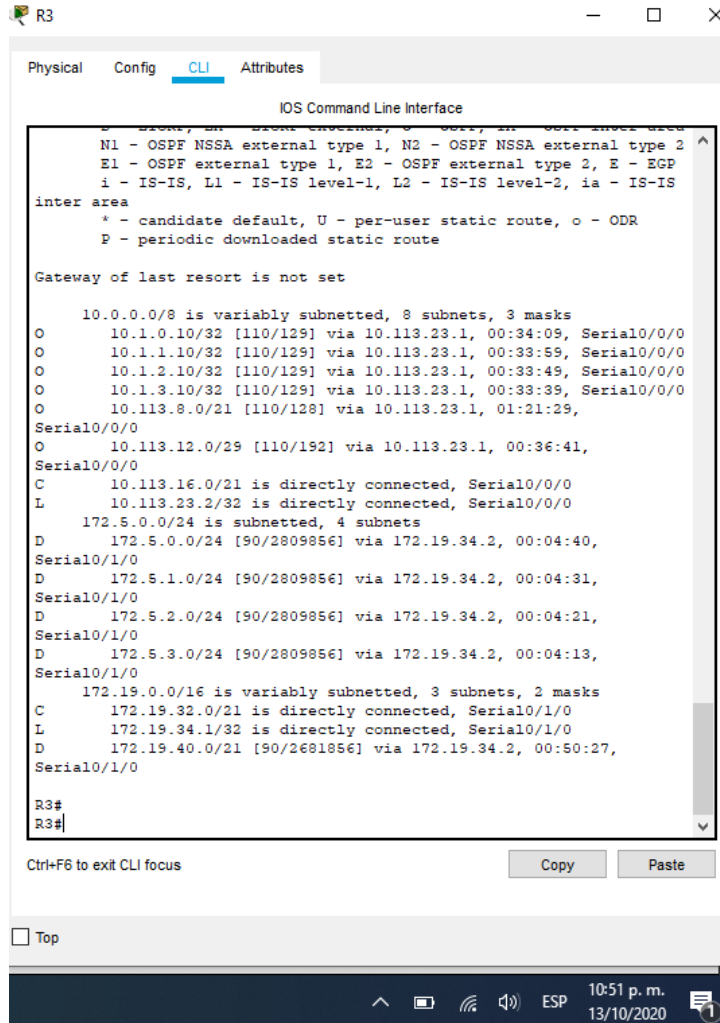 R3
Physical Config CLI Attributes
IOS Command Line Interface
N1 - OSPF NSSA external type 1, N2 - OSPF NSSA external type 2
E1 - OSPF external type 1, E2 - OSPF external type 2, E - EGP
i - IS-IS, L1 - IS-IS level-1, L2 - IS-IS level-2, ia - IS-IS
inter area
* - candidate default, U - per-user static route, o - ODR
P - periodic downloaded static route
Gateway of last resort is not set
10.0.0.0/8 is variably subnetted, 8 subnets, 3 masks
O 10.1.0.10/32 [110/129] via 10.113.23.1, 00:34:09, Serial0/0/0
O 10.1.1.10/32 [110/129] via 10.113.23.1, 00:33:59, Serial0/0/0
O 10.1.2.10/32 [110/129] via 10.113.23.1, 00:33:49, Serial0/0/0
O 10.1.3.10/32 [110/129] via 10.113.23.1, 00:33:39, Serial0/0/0
O 10.113.8.0/21 [110/128] via 10.113.23.1, 01:21:29,
Serial0/0/0
O 10.113.12.0/29 [110/192] via 10.113.23.1, 00:36:41,
Serial0/0/0
C 10.113.16.0/21 is directly connected, Serial0/0/0
L 10.113.23.2/32 is directly connected, Serial0/0/0
172.5.0.0/24 is subnetted, 4 subnets
D 172.5.0.0/24 [90/2809856] via 172.19.34.2, 00:04:40,
Serial0/1/0
D 172.5.1.0/24 [90/2809856] via 172.19.34.2, 00:04:31,
Serial0/1/0
D 172.5.2.0/24 [90/2809856] via 172.19.34.2, 00:04:21,
Serial0/1/0
D 172.5.3.0/24 [90/2809856] via 172.19.34.2, 00:04:13,
Serial0/1/0
172.19.0.0/16 is variably subnetted, 3 subnets, 2 masks
C 172.19.32.0/21 is directly connected, Serial0/1/0
L 172.19.34.1/32 is directly connected, Serial0/1/0
D 172.19.40.0/21 [90/2681856] via 172.19.34.2, 00:50:27,
Serial0/1/0
R3#
R3#
Ctrl+F6 to exit CLI focus Copy Paste
Top
ESP 10:51 p. m.
13/10/2020 1